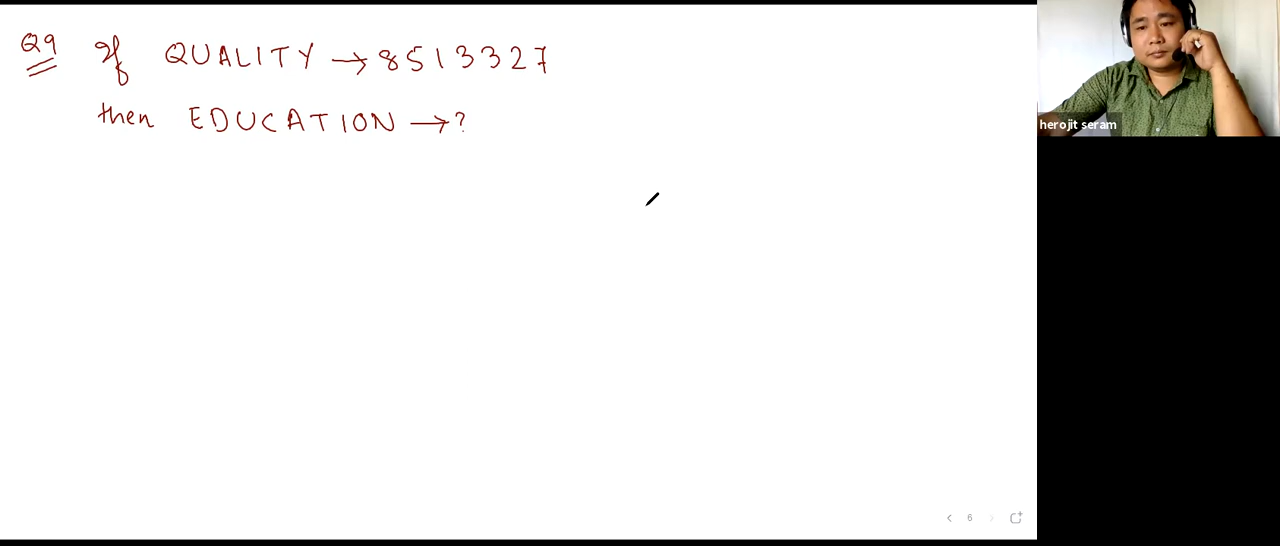 Q9 If QUALITY → 8513327
then EDUCATION → ?
herojit seram
6